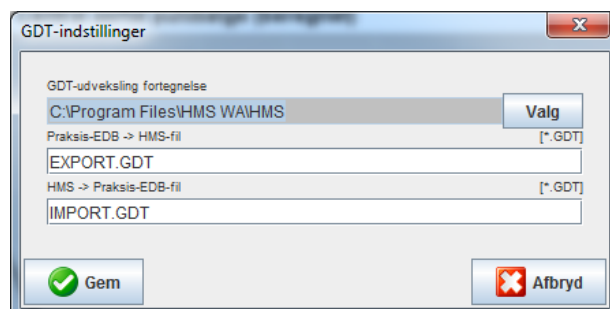 GDT-indstillinger
GDT-udveksling fortegnelse
C:\Program Files\HMS WA\HMS
Valg
Praksis-EDB -> HMS-fil
[*.GDT]
EXPORT.GDT
HMS -> Praksis-EDB-fil
[*.GDT]
IMPORT.GDT
Gem
Afbryd